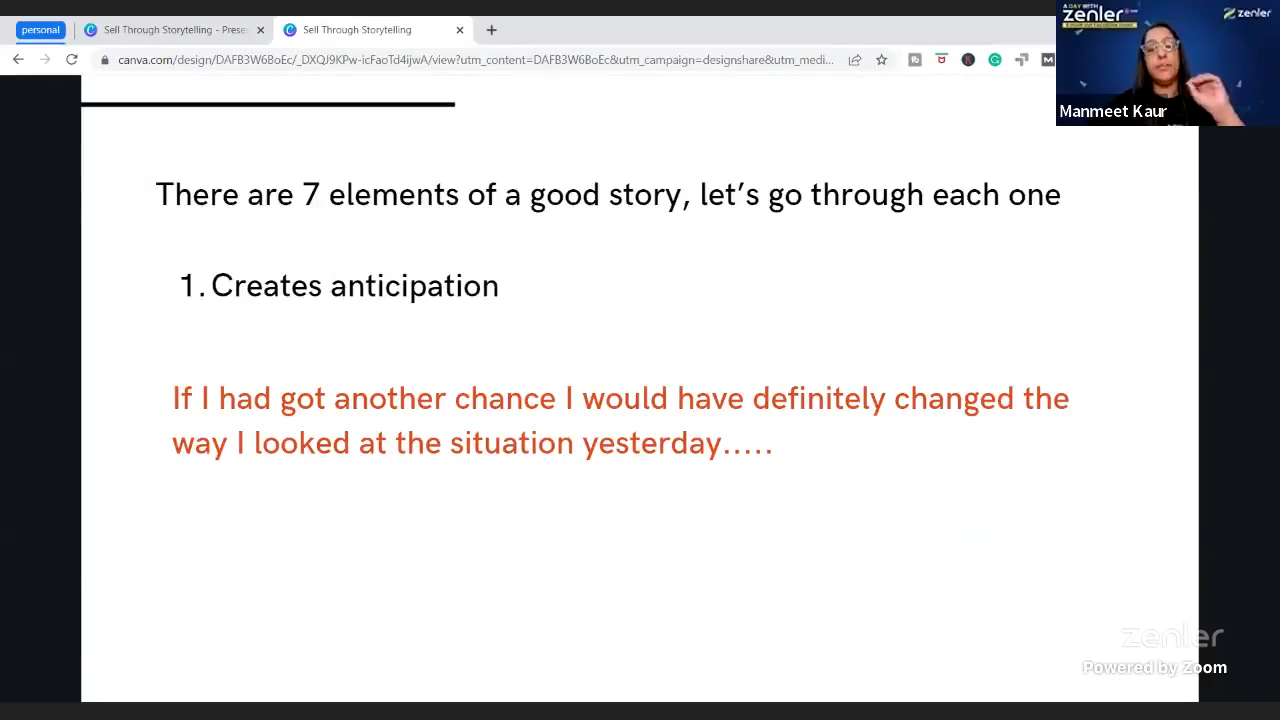 personal
Sell Through Storytelling - Prese
Sell Through Storytelling
canva.com/design/DAFB3W6BoEc/_DXQJ9KPw-icFaoTd4ijwA/view?utm_content=DAFB3W6BoEc&utm_campaign=designshare&utm_medi...
A DAY WITH
zenler
zenler
Manmeet Kaur
There are 7 elements of a good story, let’s go through each one
1. Creates anticipation
If I had got another chance I would have definitely changed the
way I looked at the situation yesterday.....
zenler
Powered by Zoom